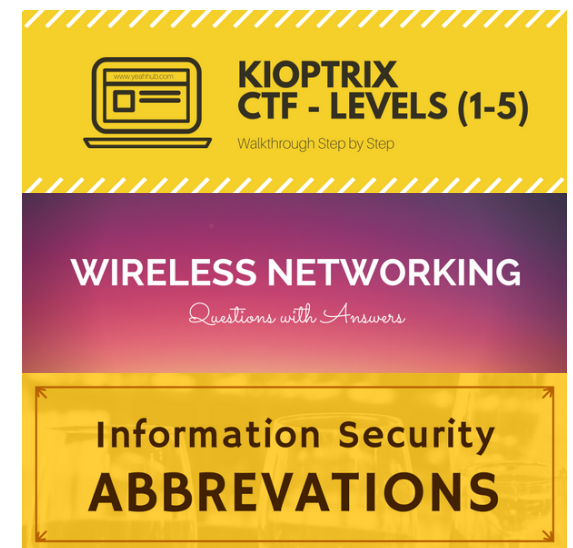 www.yeahhub.com
KIOPTRIX
CTF - LEVELS (1-5)
Walkthrough Step by Step
WIRELESS NETWORKING
Questions with Answers
Information Security
ABBREVATIONS